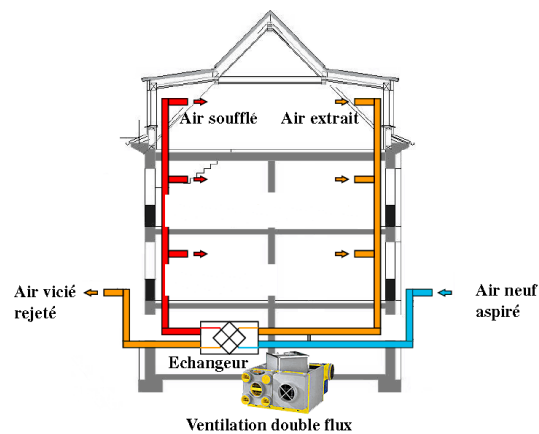 Air soufflé
Air extrait
Air vicié
rejeté
Air neuf
aspiré
Echangeur
Ventilation double flux